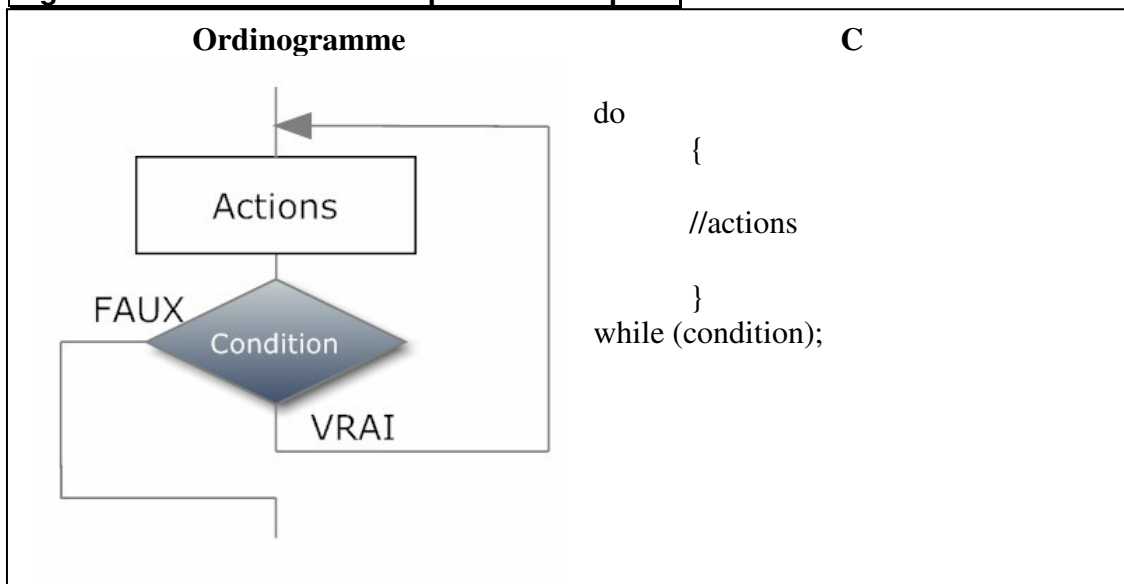 Ordinogramme
C
Actions
FAUX
Condition
VRAI
do
{
//actions
}
while (condition);